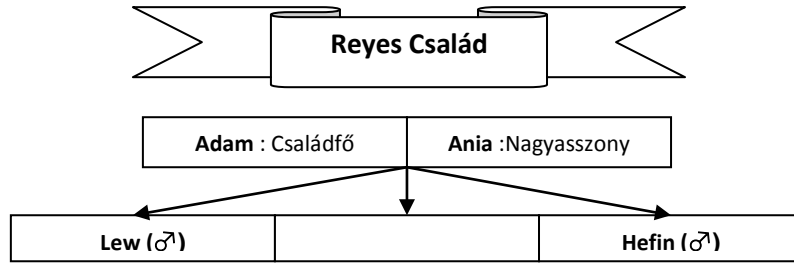 Reyes Család
Adam : Családfő Ania :Nagyasszony
Lew (♂) Hefin (♂)